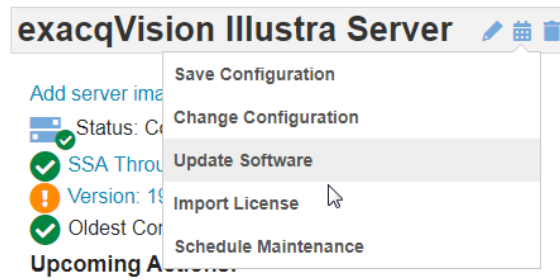 exacqVision Illustra Server
Save Configuration
Add server ima
Change Configuration
Status: Co
Update Software
SSA Throu
Version: 19
Import License
Oldest Cor
Schedule Maintenance
Upcoming Actions: